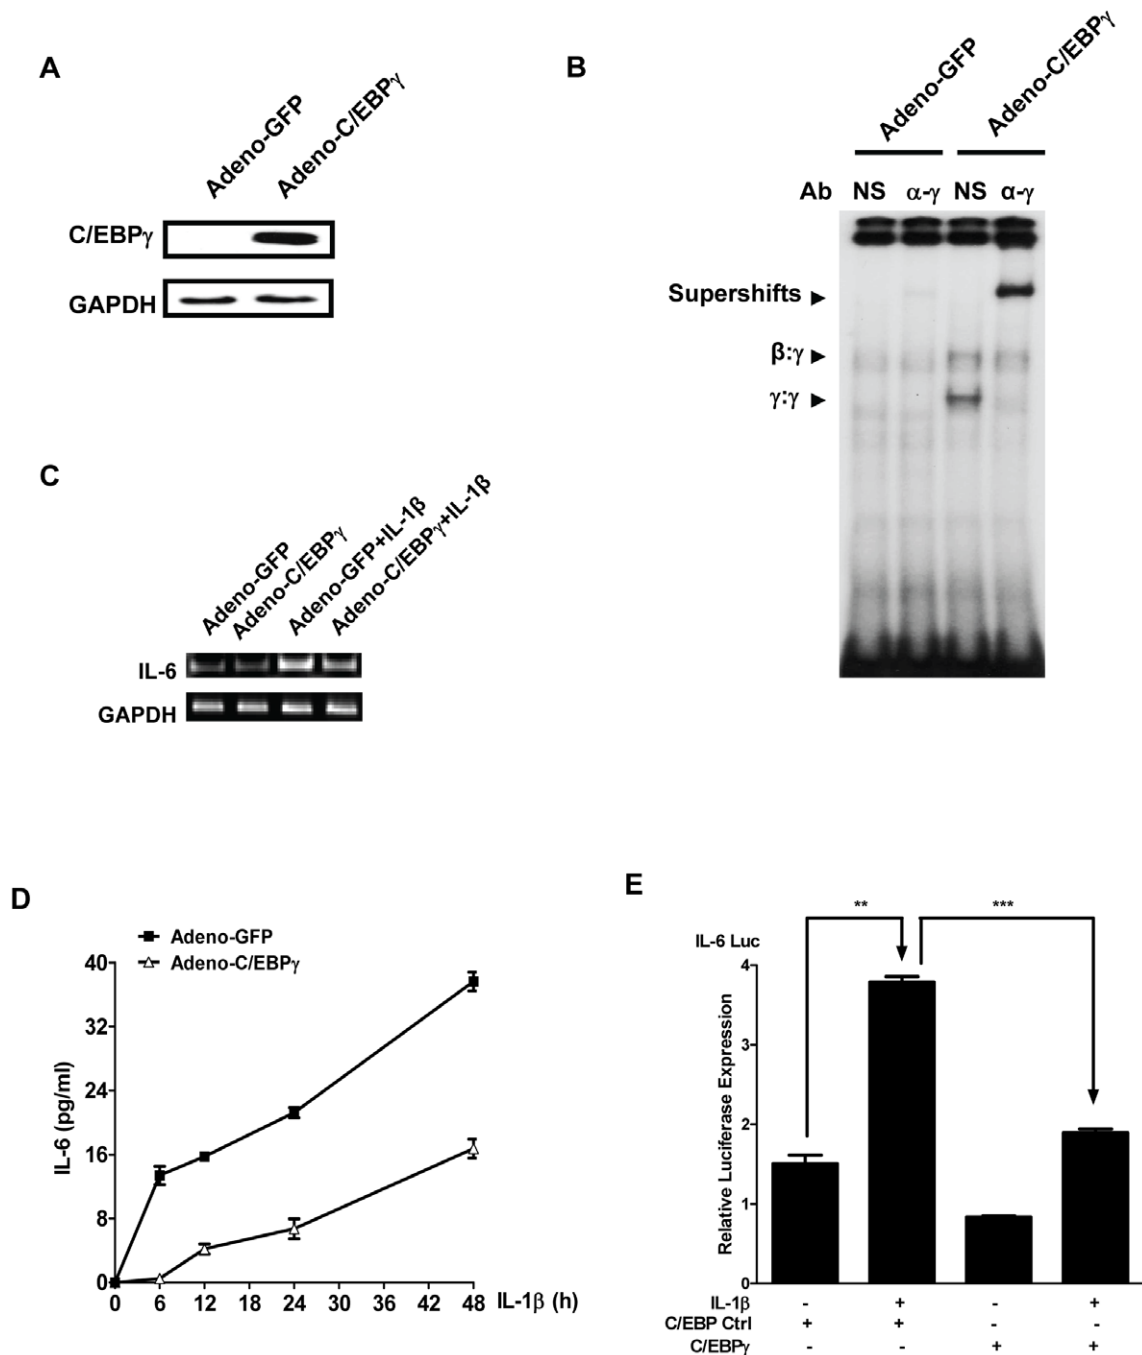 A
Adeno-GFP
Adeno-C/EBPγ
C/EBPγ
GAPDH
B
Adeno-GFP
Adeno-C/EBPγ
Ab NS α-γ NS α-γ
Supershifts
β:γ
γ:γ
C
Adeno-GFP
Adeno-C/EBPγ
Adeno-GFP+IL-1β
Adeno-C/EBPγ+IL-1β
IL-6
GAPDH
D
Adeno-GFP
Adeno-C/EBPγ
IL-6 (pg/ml)
40
32
24
16
8
0
0 6 12 18 24 30 36 42 48 IL-1β (h)
E
** ***
IL-6 Luc
Relative Luciferase Expression
4
3
2
1
0
IL-1β - + - +
C/EBP Ctrl + + - -
C/EBPγ - - + +